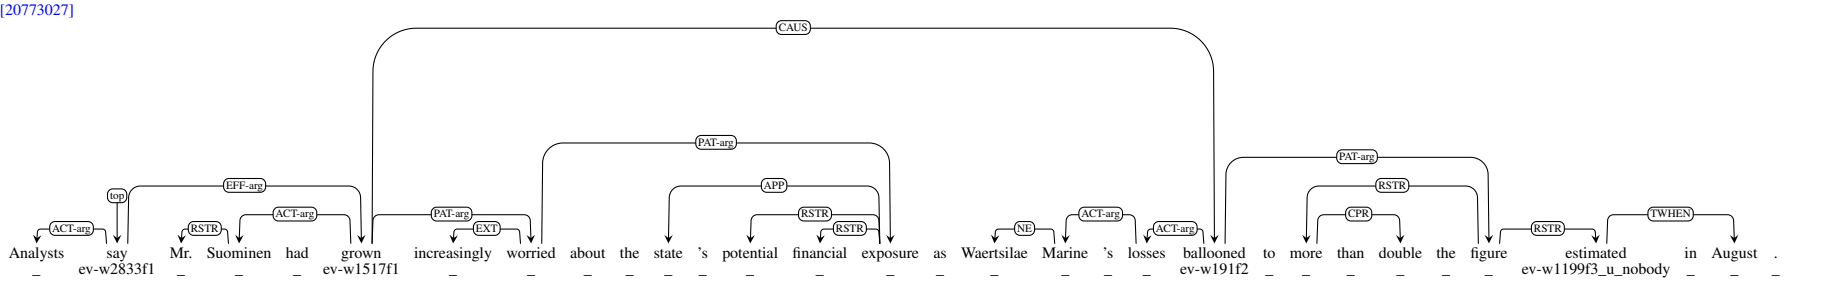 [20773027]
CAUS
PAT-arg
PAT-arg
top EFF-arg APP RSTR
ACT-arg PAT-arg RSTR ACT-arg CPR TWHEN
ACT-arg RSTR EXT RSTR NE ACT-arg RSTR
Analysts say Mr. Suominen had grown increasingly worried about the state 's potential financial exposure as Waertsilae Marine 's losses ballooned to more than double the figure estimated in August .
_ ev-w2833f1 _ _ _ ev-w1517f1 _ _ _ _ _ _ _ _ _ _ _ _ _ _ ev-w191f2 _ _ _ _ _ _ ev-w1199f3_u_nobody _ _ _